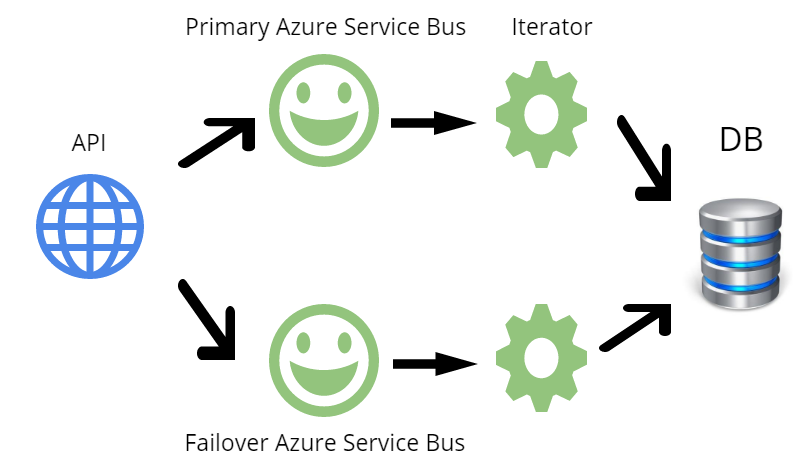 Primary Azure Service Bus
Iterator
API
DB
Failover Azure Service Bus